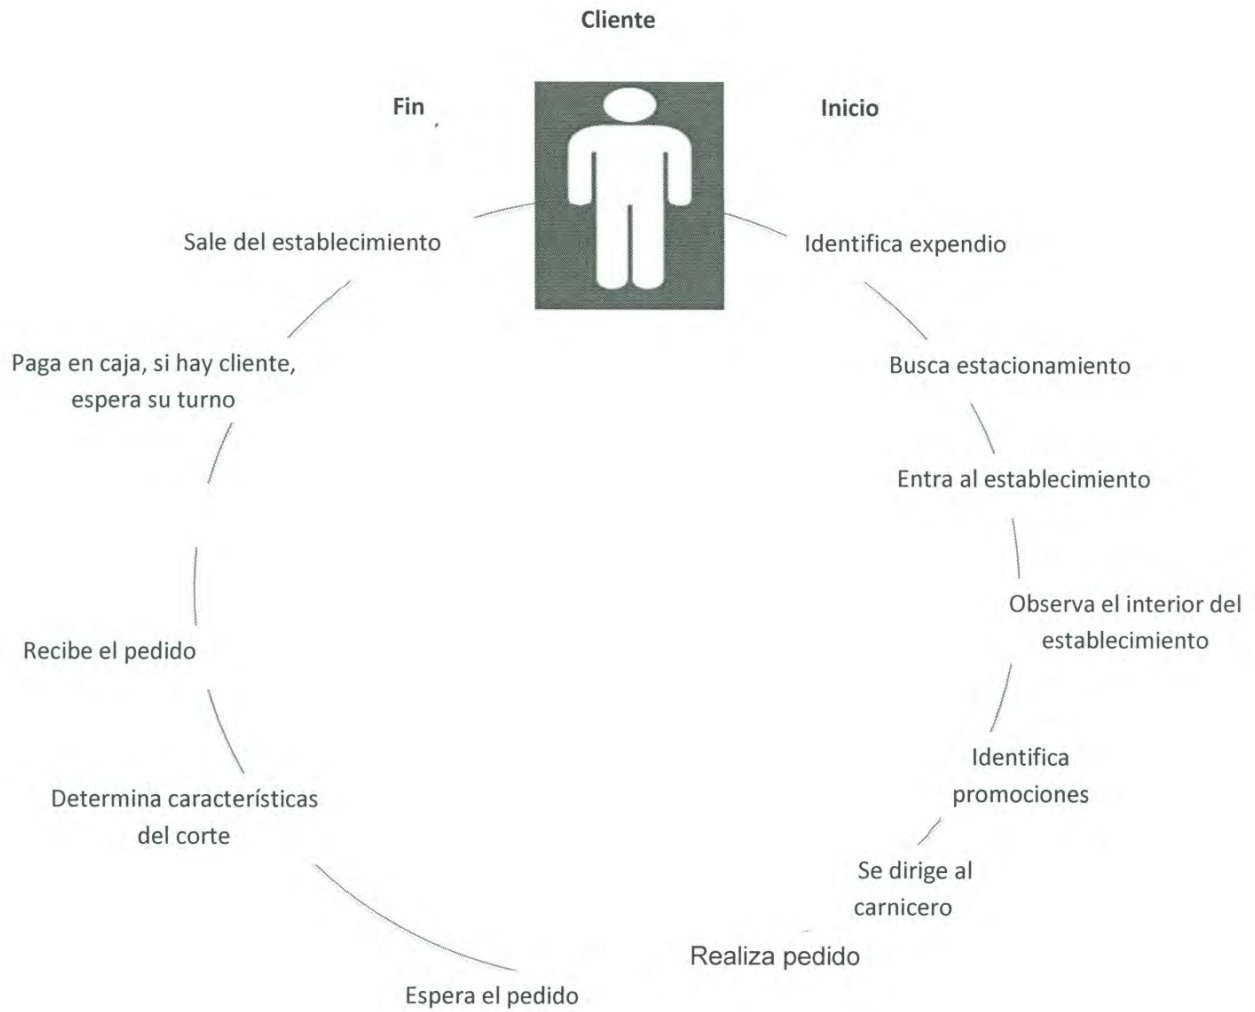 Cliente
Fin
Inicio
Sale del establecimiento
Identifica expendio
Paga en caja, si hay cliente,
espera su turno
Busca estacionamiento
Entra al establecimiento
Observa el interior del
establecimiento
Recibe el pedido
Identifica
promociones
Determina características
del corte
Se dirige al
carnicero
Realiza pedido
Espera el pedido